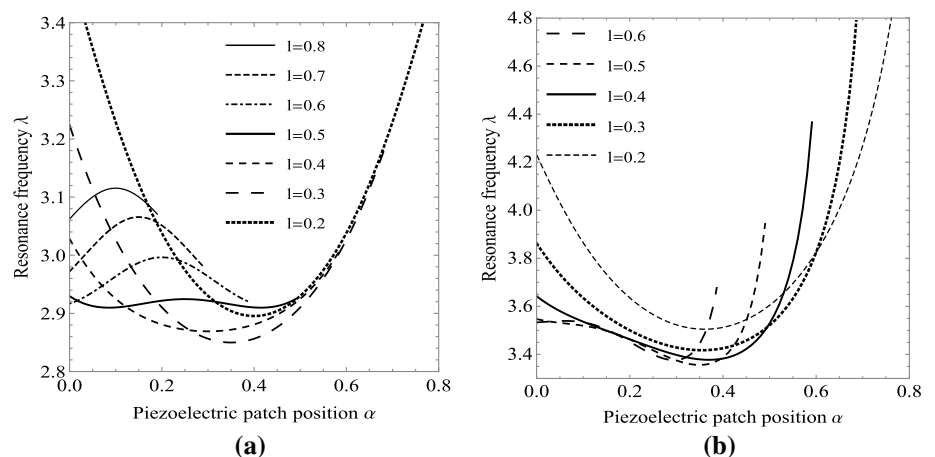 3.4
3.3
3.2
3.1
3.0
2.9
2.8
Resonance frequency λ
l=0.8
l=0.7
l=0.6
l=0.5
l=0.4
l=0.3
l=0.2
0.0 0.2 0.4 0.6 0.8
Piezoelectric patch position α
(a)
4.8
4.6
4.4
4.2
4.0
3.8
3.6
3.4
Resonance frequency λ
l=0.6
l=0.5
l=0.4
l=0.3
l=0.2
0.0 0.2 0.4 0.6 0.8
Piezoelectric patch position α
(b)